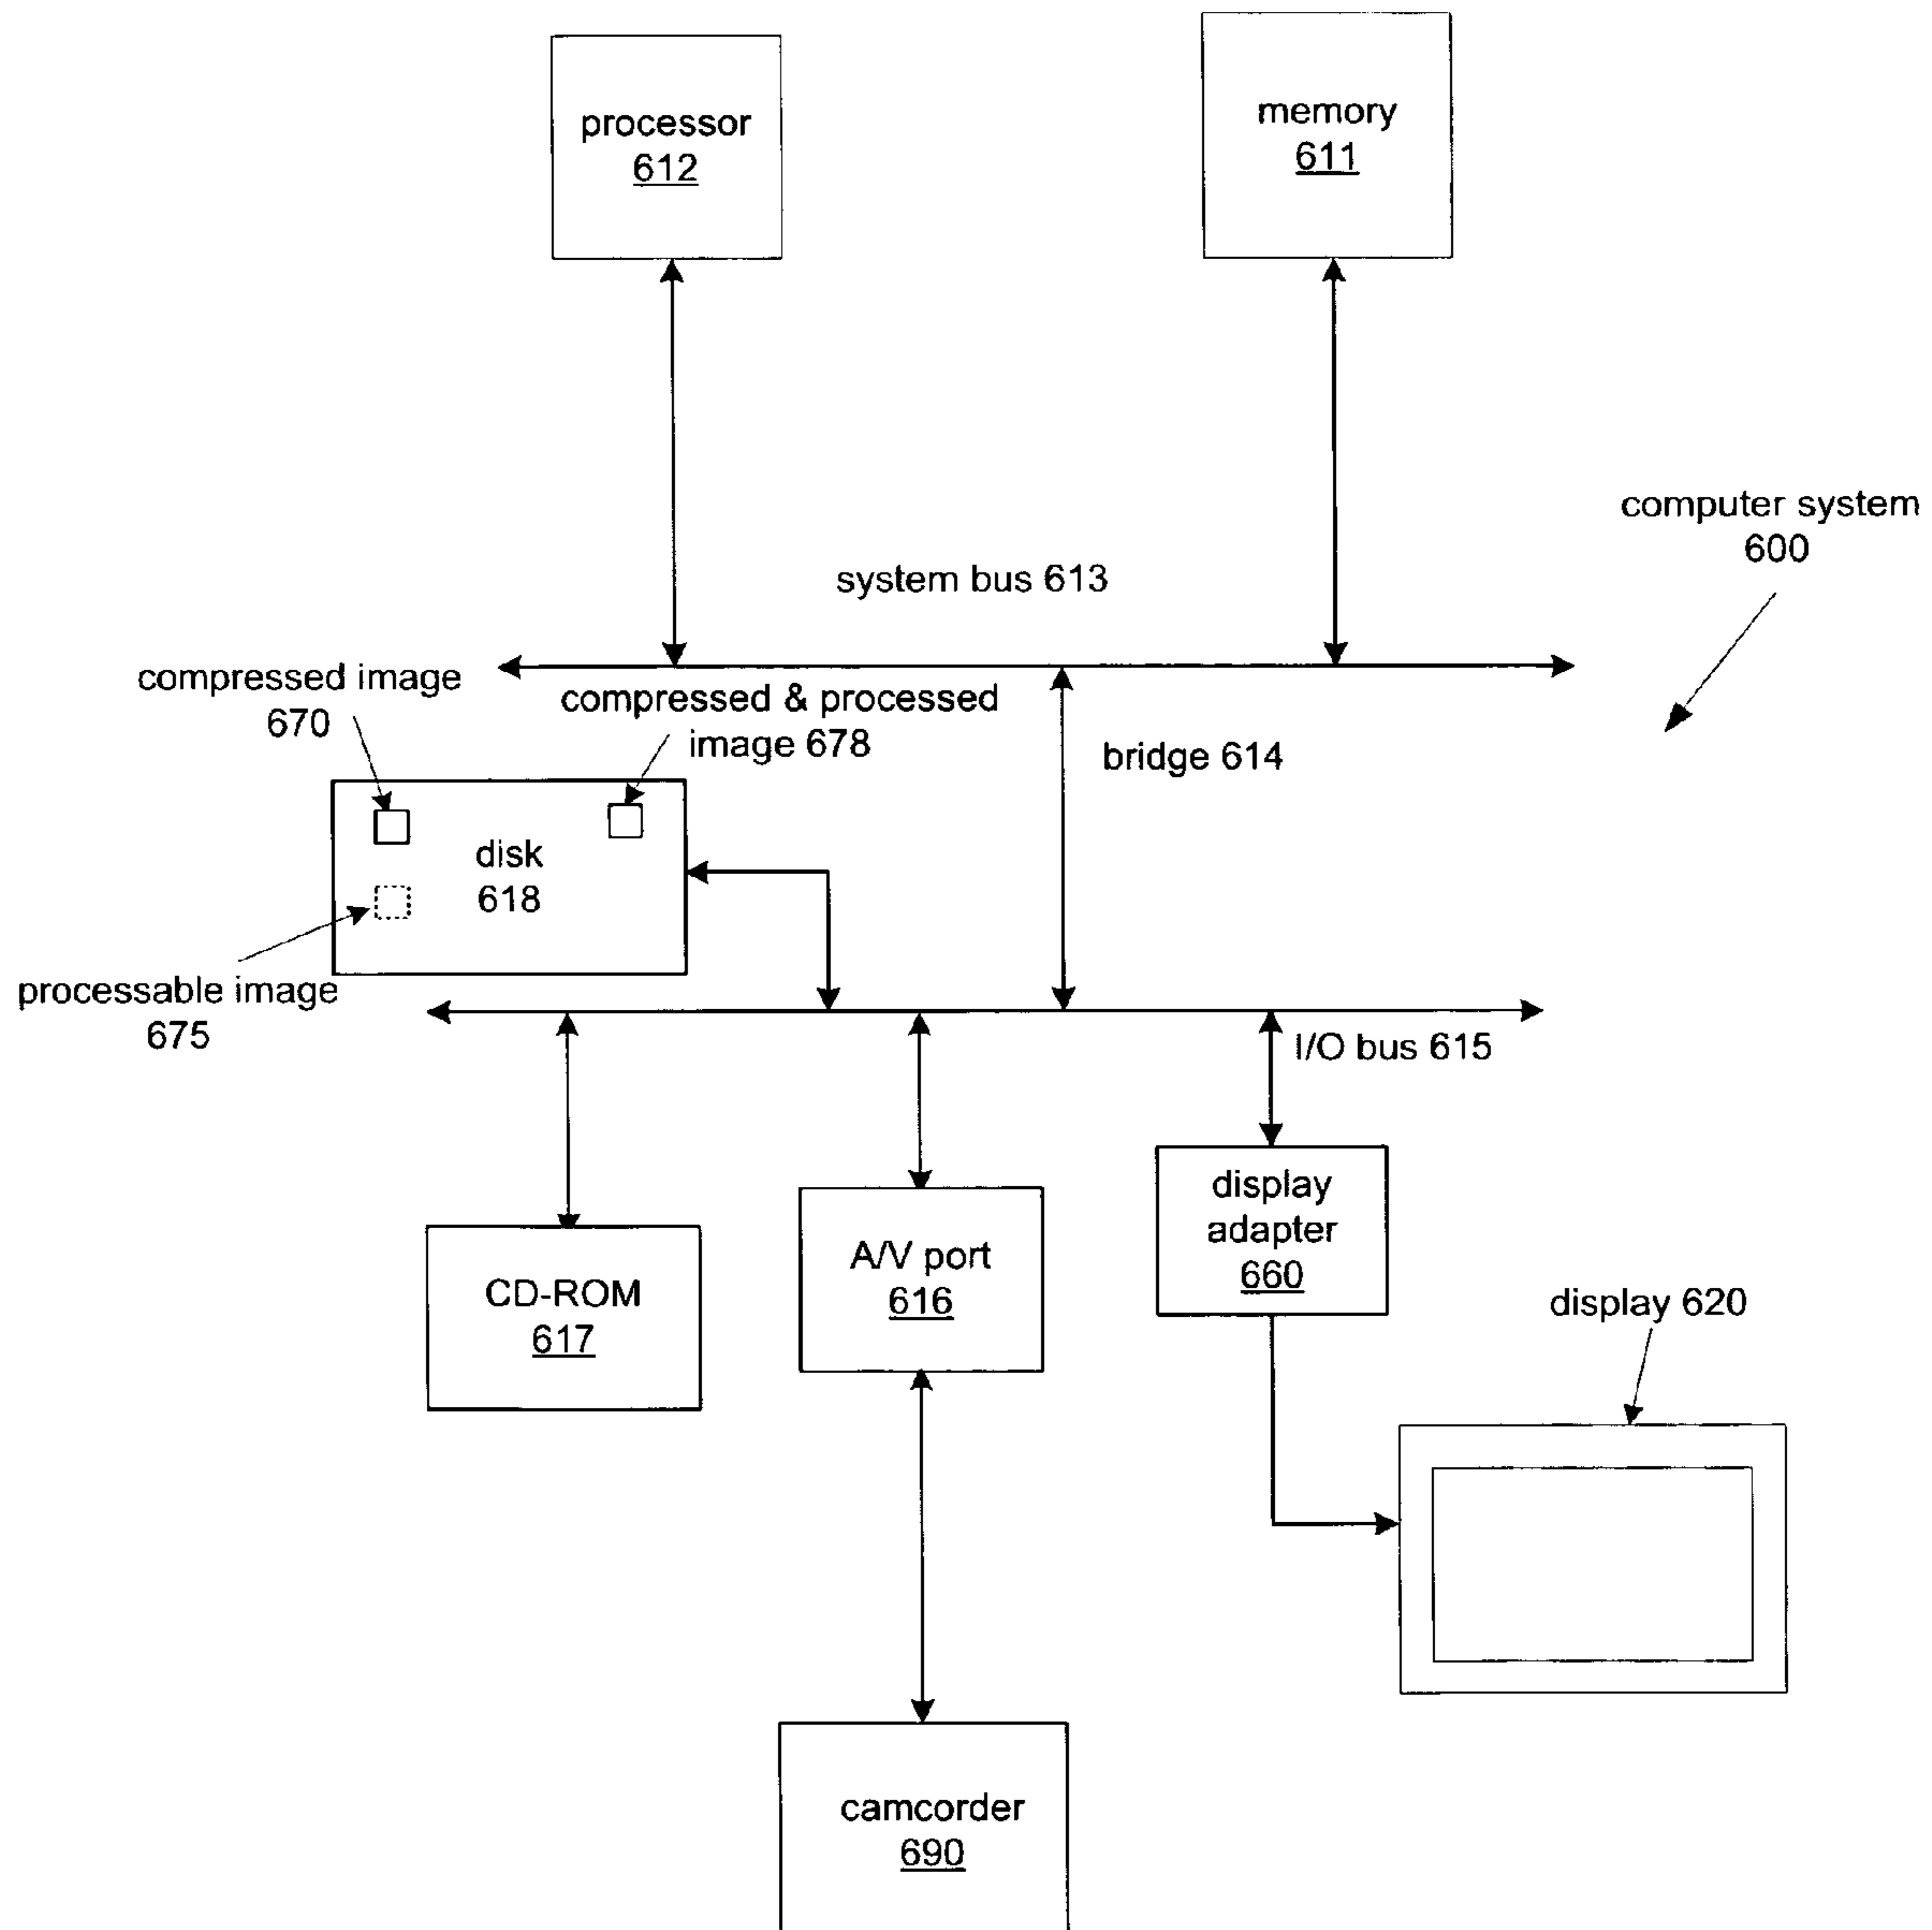 processor
612
memory
611
computer system
600
system bus 613
compressed image
670
compressed & processed
image 678
bridge 614
disk
618
processable image
675
I/O bus 615
display
adapter
660
A/V port
616
CD-ROM
617
display 620
camcorder
690